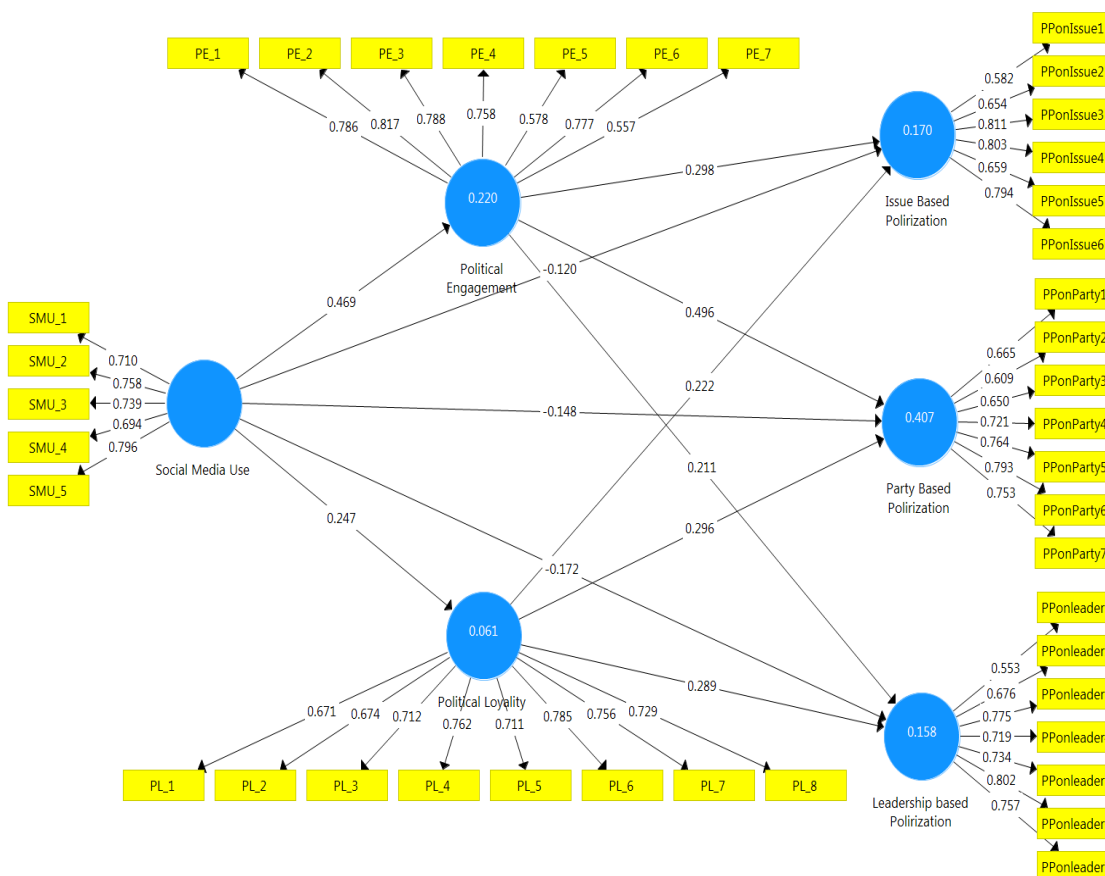 PE_1
PE_2
PE_3
PE_4
PE_5
PE_6
PE_7
0.786
0.817
0.788
0.758
0.578
0.777
0.557
0.220
Political
Engagement
PPonIssue1
PPonIssue2
PPonIssue3
PPonIssue4
PPonIssue5
PPonIssue6
0.582
0.654
0.811
0.803
0.659
0.794
0.170
Issue Based
Polirization
0.298
-0.120
0.469
0.496
0.222
-0.148
0.211
0.247
0.296
-0.172
0.289
SMU_1
SMU_2
SMU_3
SMU_4
SMU_5
0.710
0.758
0.739
0.694
0.796
Social Media Use
PPonParty1
PPonParty2
PPonParty3
PPonParty4
PPonParty5
PPonParty6
PPonParty7
0.665
0.609
0.650
0.721
0.764
0.793
0.753
0.407
Party Based
Polirization
0.061
Political Loyality
0.671
0.674
0.712
0.762
0.711
0.785
0.756
0.729
PL_1
PL_2
PL_3
PL_4
PL_5
PL_6
PL_7
PL_8
PPonleader
PPonleader
PPonleader
PPonleader
PPonleader
PPonleader
PPonleader
0.553
0.676
0.775
0.719
0.734
0.802
0.757
0.158
Leadership based
Polirization